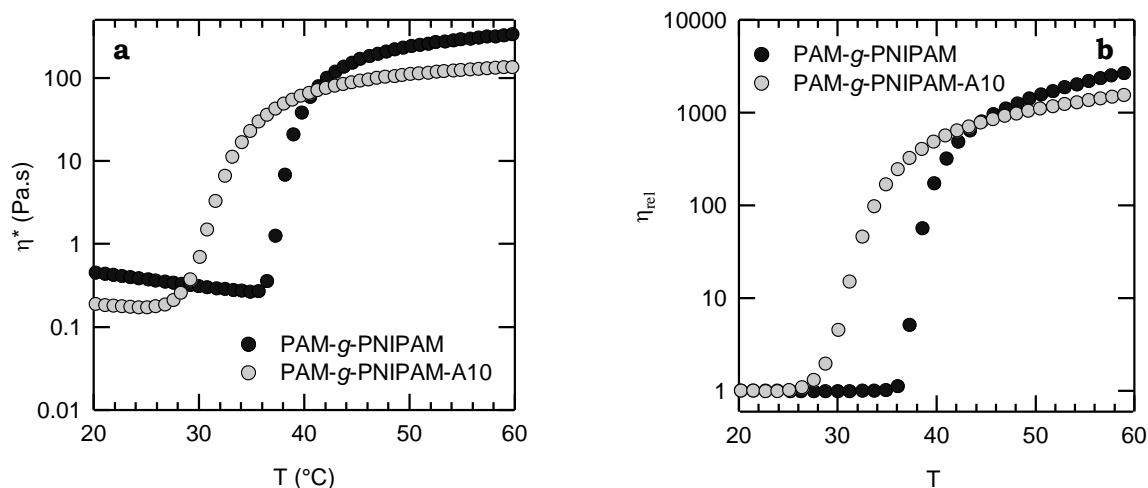 a
100
10
1
0.1
0.01
η* (Pa.s)
PAM-g-PNIPAM
PAM-g-PNIPAM-A10
20 30 40 50 60
T (°C)
b
10000
1000
100
10
1
ηrel
PAM-g-PNIPAM
PAM-g-PNIPAM-A10
20 30 40 50 60
T